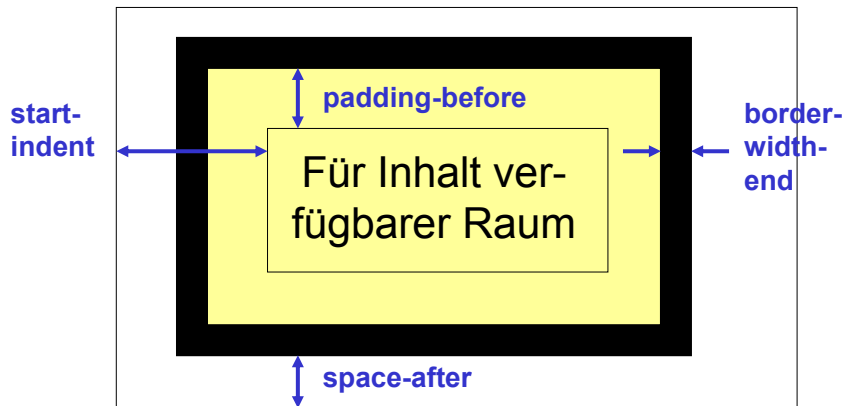 start-
indent
padding-before
border-
width-
end
Für Inhalt ver-
fügbarer Raum
space-after